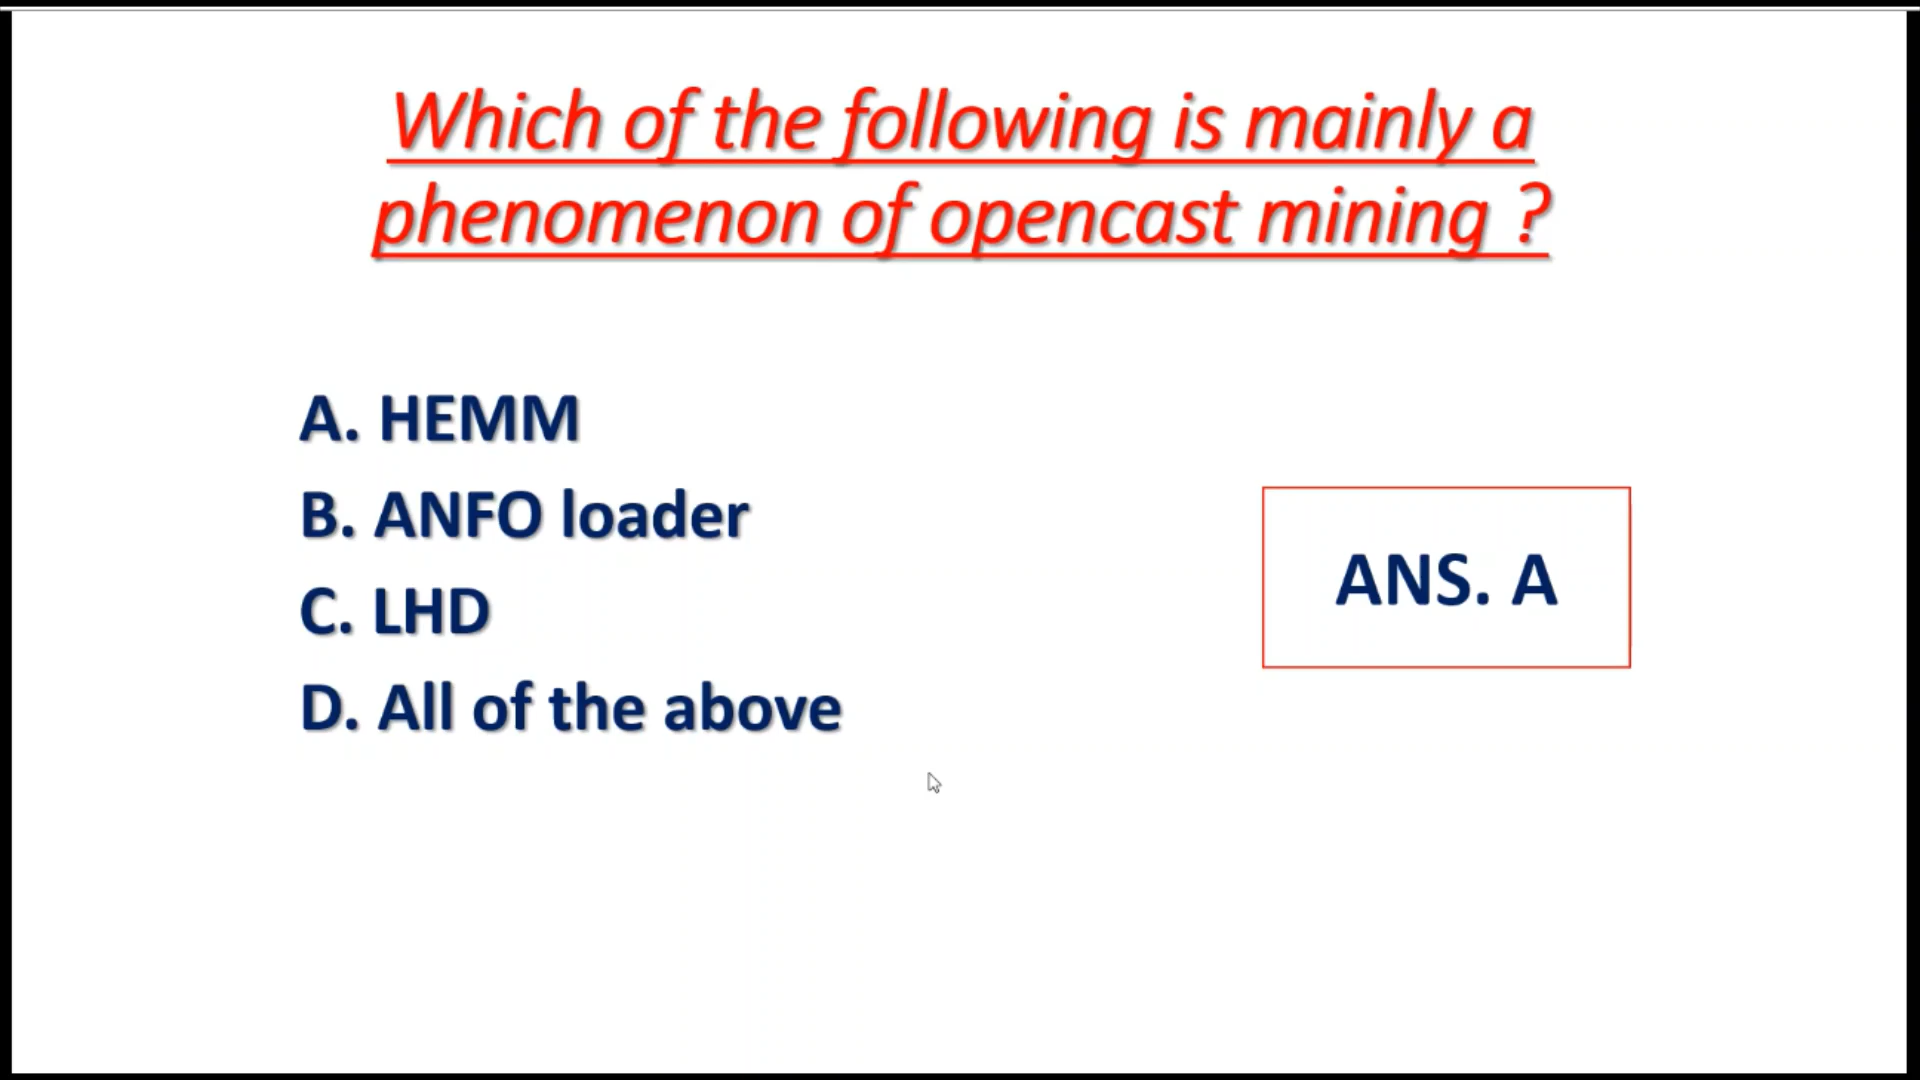 Which of the following is mainly a
phenomenon of opencast mining ?
A. HEMM
B. ANFO loader
C. LHD
D. All of the above
ANS. A